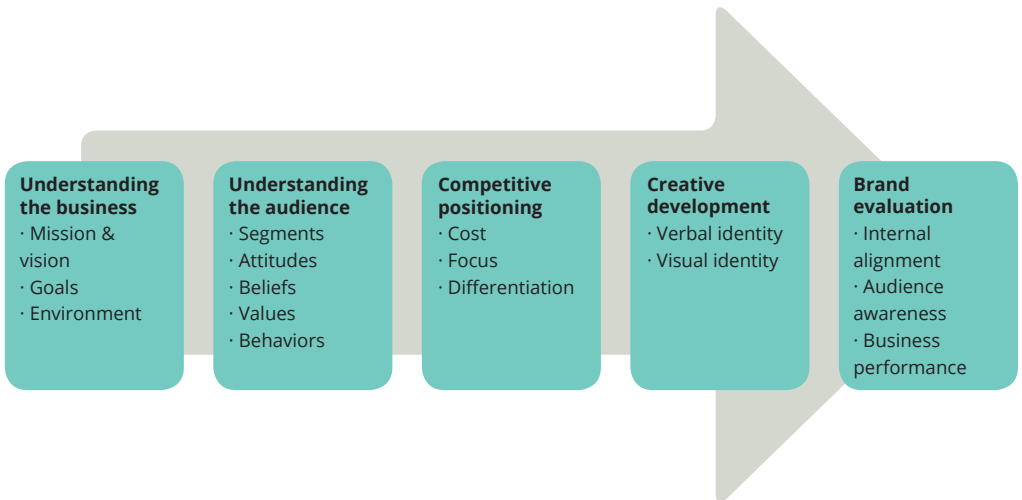 Understanding
the business
· Mission &
vision
· Goals
· Environment
Understanding
the audience
· Segments
· Attitudes
· Beliefs
· Values
· Behaviors
Competitive
positioning
· Cost
· Focus
· Differentiation
Creative
development
· Verbal identity
· Visual identity
Brand
evaluation
· Internal
alignment
· Audience
awareness
· Business
performance